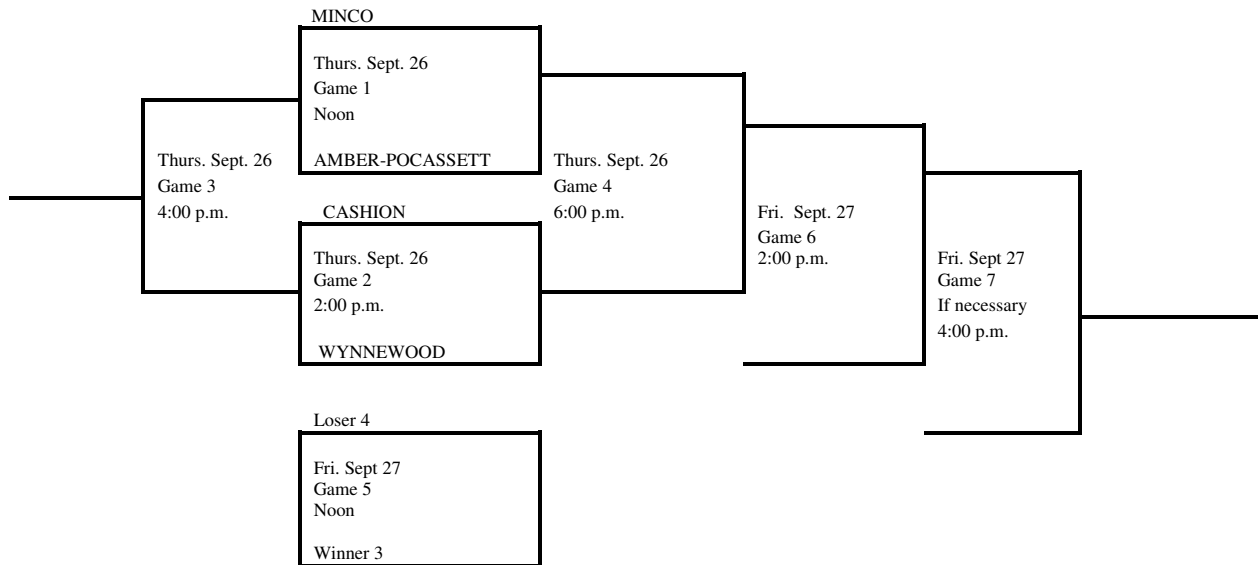 MINCO
Thurs. Sept. 26
Game 1
Noon
AMBER-POCASSETT
Thurs. Sept. 26
Game 3
4:00 p.m.
Thurs. Sept. 26
Game 4
6:00 p.m.
CASHION
Thurs. Sept. 26
Game 2
2:00 p.m.
WYNNEWOOD
Fri.  Sept. 27
Game 6
2:00 p.m.
Fri. Sept 27
Game 7
If necessary
4:00 p.m.
Loser 4
Fri. Sept 27
Game 5
Noon
Winner 3